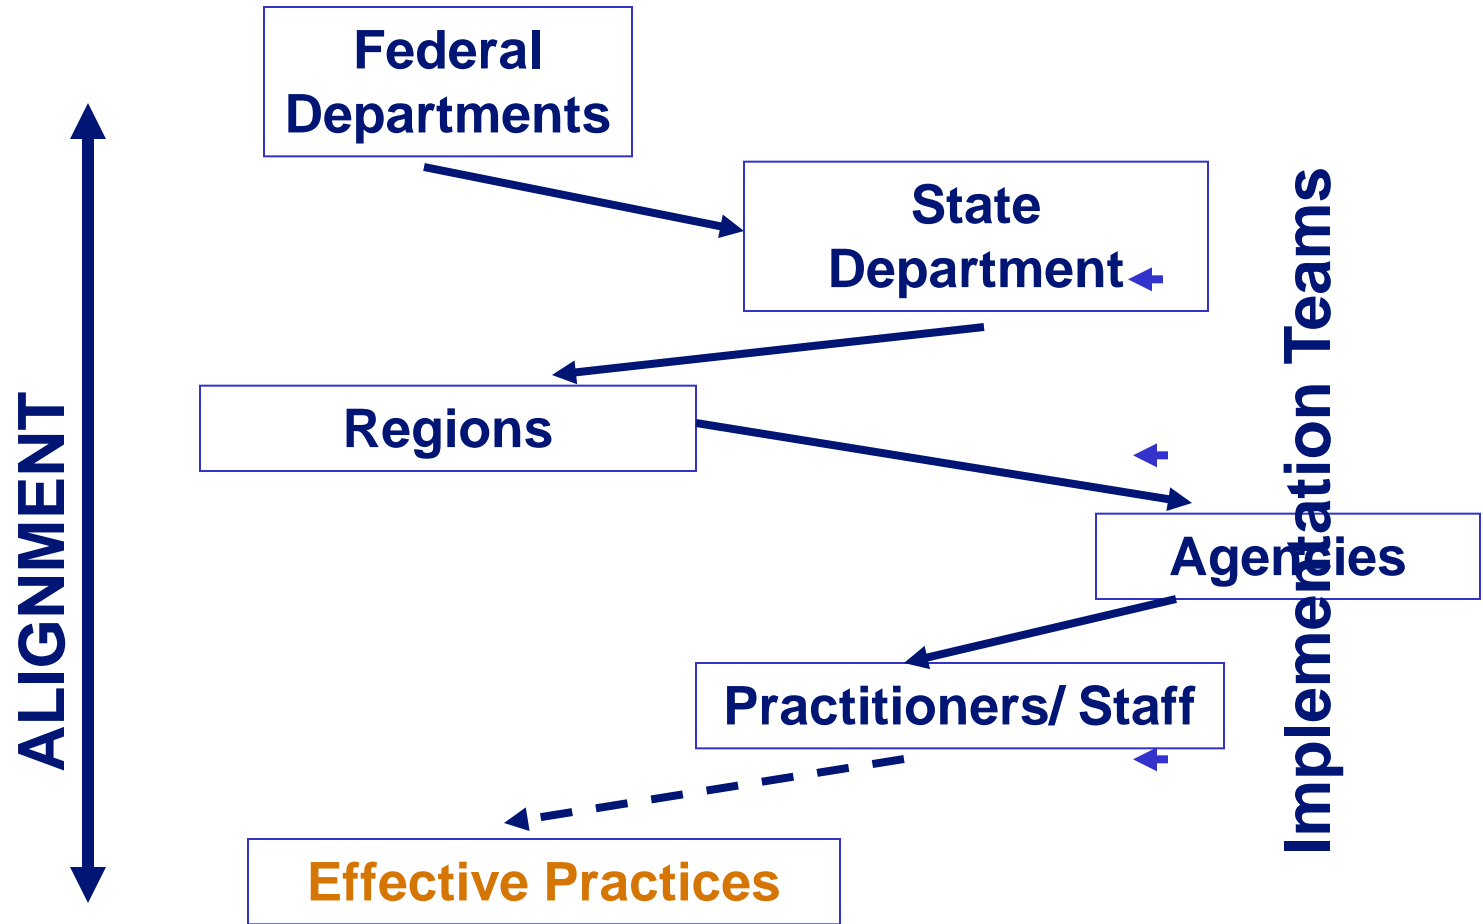 Federal
Departments
State
Department
Regions
Agencies
Practitioners/ Staff
Effective Practices
ALIGNMENT
Implementation Teams